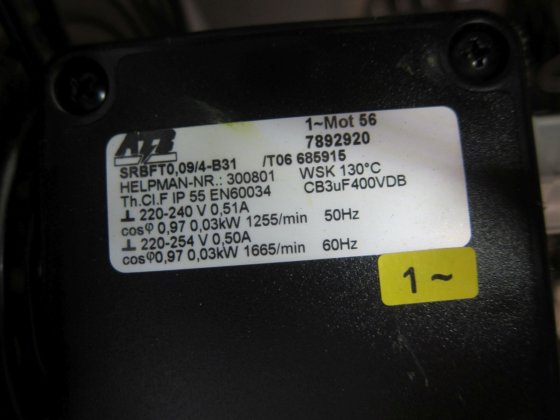 ATB
1~Mot 56
7892920
SRBFT0,09/4-B31 /T06 685915
HELPMAN-NR.: 300801 WSK 130°C
Th.Cl.F IP 55 EN60034 CB3uF400VDB
⊥ 220-240 V 0,51A
cosφ 0,97 0,03kW 1255/min 50Hz
⊥ 220-254 V 0,50A
cosφ0,97 0,03kW 1665/min 60Hz
1~